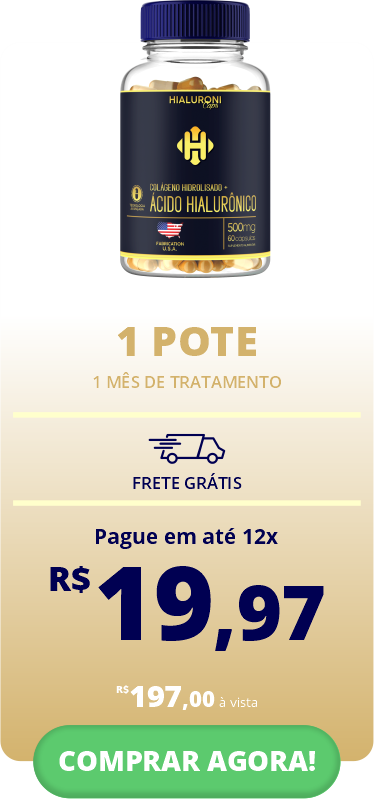 HIALURONI
Caps
H
COLÁGENO HIDROLISADO +
ÁCIDO HIALURÔNICO
FABRICATION
U.S.A.
500mg
60 capsulas
1 POTE
1 MÊS DE TRATAMENTO
FRETE GRÁTIS
Pague em até 12x
R$ 19,97
R$ 197,00 à vista
COMPRAR AGORA!